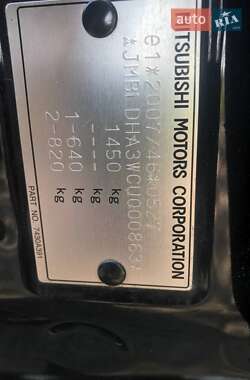 MITSUBISHI MOTORS CORPORATION
e1*2007/46*0527
JMBLDHA3WCU000863
1450 kg
---- kg
1-640 kg
2-820 kg
PART NO. 7430A391
AUTO
RIA